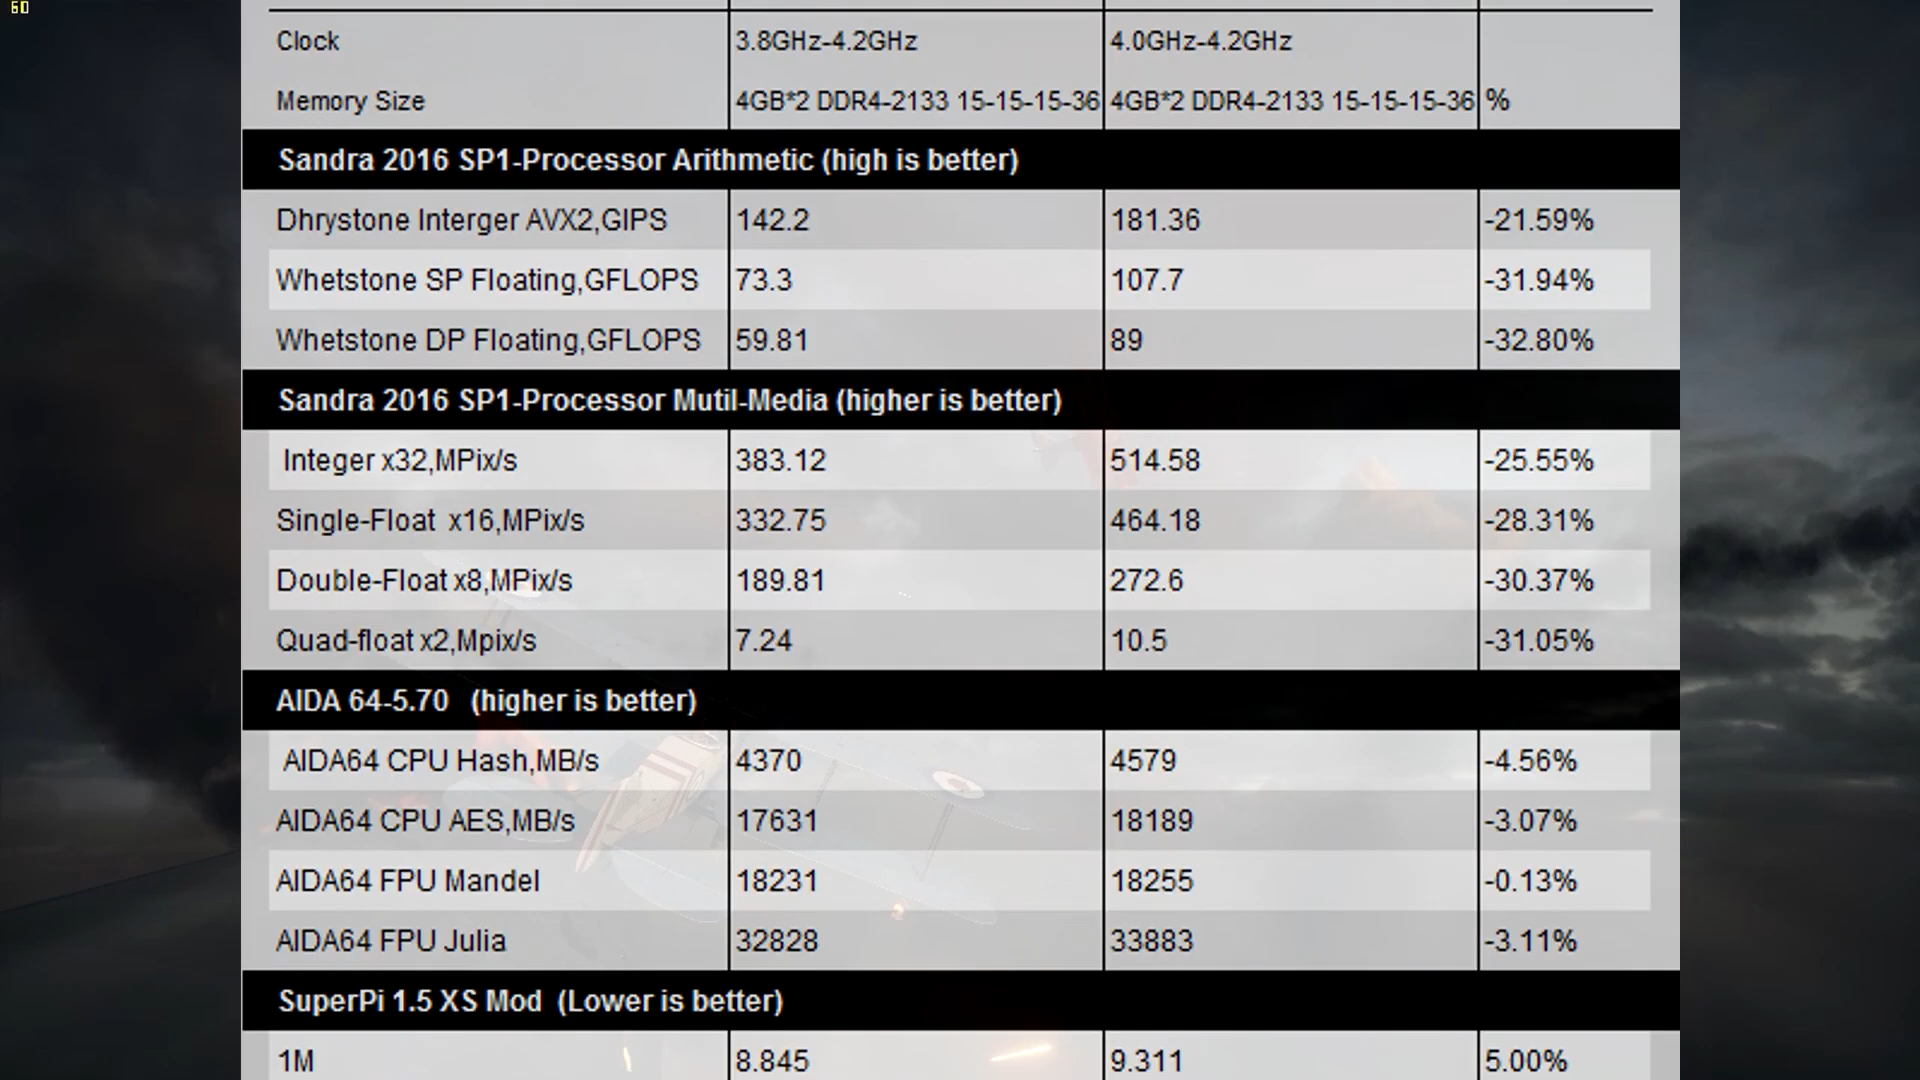 60
Clock 3.8GHz-4.2GHz 4.0GHz-4.2GHz
Memory Size 4GB*2 DDR4-2133 15-15-15-36 4GB*2 DDR4-2133 15-15-15-36 %
Sandra 2016 SP1-Processor Arithmetic (high is better)
Dhrystone Interger AVX2,GIPS 142.2 181.36 -21.59%
Whetstone SP Floating,GFLOPS 73.3 107.7 -31.94%
Whetstone DP Floating,GFLOPS 59.81 89 -32.80%
Sandra 2016 SP1-Processor Mutil-Media (higher is better)
Integer x32,MPix/s 383.12 514.58 -25.55%
Single-Float x16,MPix/s 332.75 464.18 -28.31%
Double-Float x8,MPix/s 189.81 272.6 -30.37%
Quad-float x2,Mpix/s 7.24 10.5 -31.05%
AIDA 64-5.70 (higher is better)
AIDA64 CPU Hash,MB/s 4370 4579 -4.56%
AIDA64 CPU AES,MB/s 17631 18189 -3.07%
AIDA64 FPU Mandel 18231 18255 -0.13%
AIDA64 FPU Julia 32828 33883 -3.11%
SuperPi 1.5 XS Mod (Lower is better)
1M 8.845 9.311 5.00%